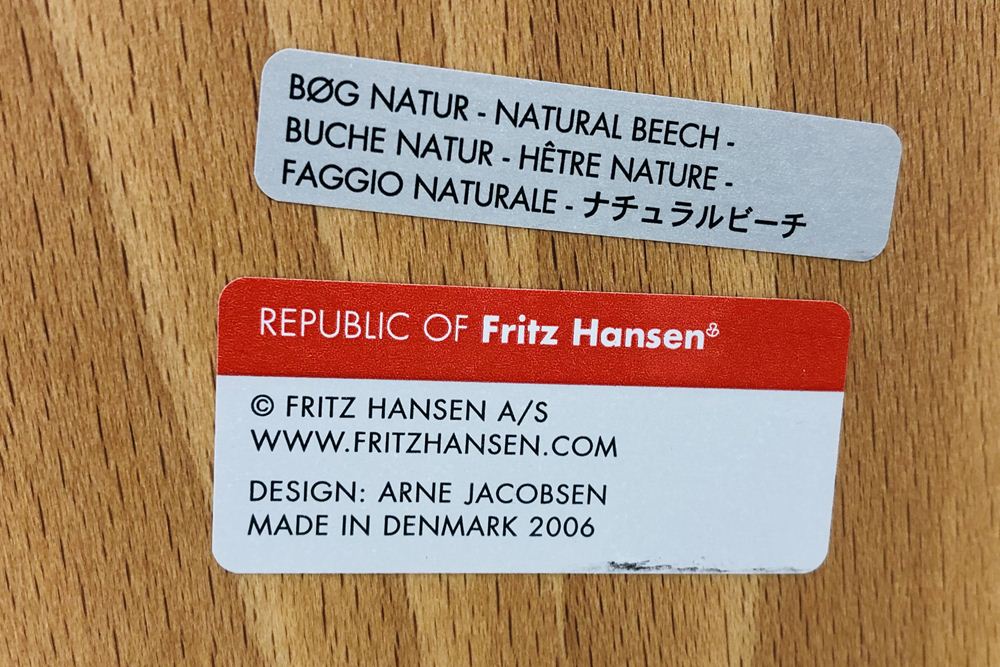 BØG NATUR - NATURAL BEECH -
BUCHE NATUR - HÊTRE NATURE -
FAGGIO NATURALE - ナチュラルビーチ
REPUBLIC OF Fritz Hansen
© FRITZ HANSEN A/S
WWW.FRITZHANSEN.COM
DESIGN: ARNE JACOBSEN
MADE IN DENMARK 2006